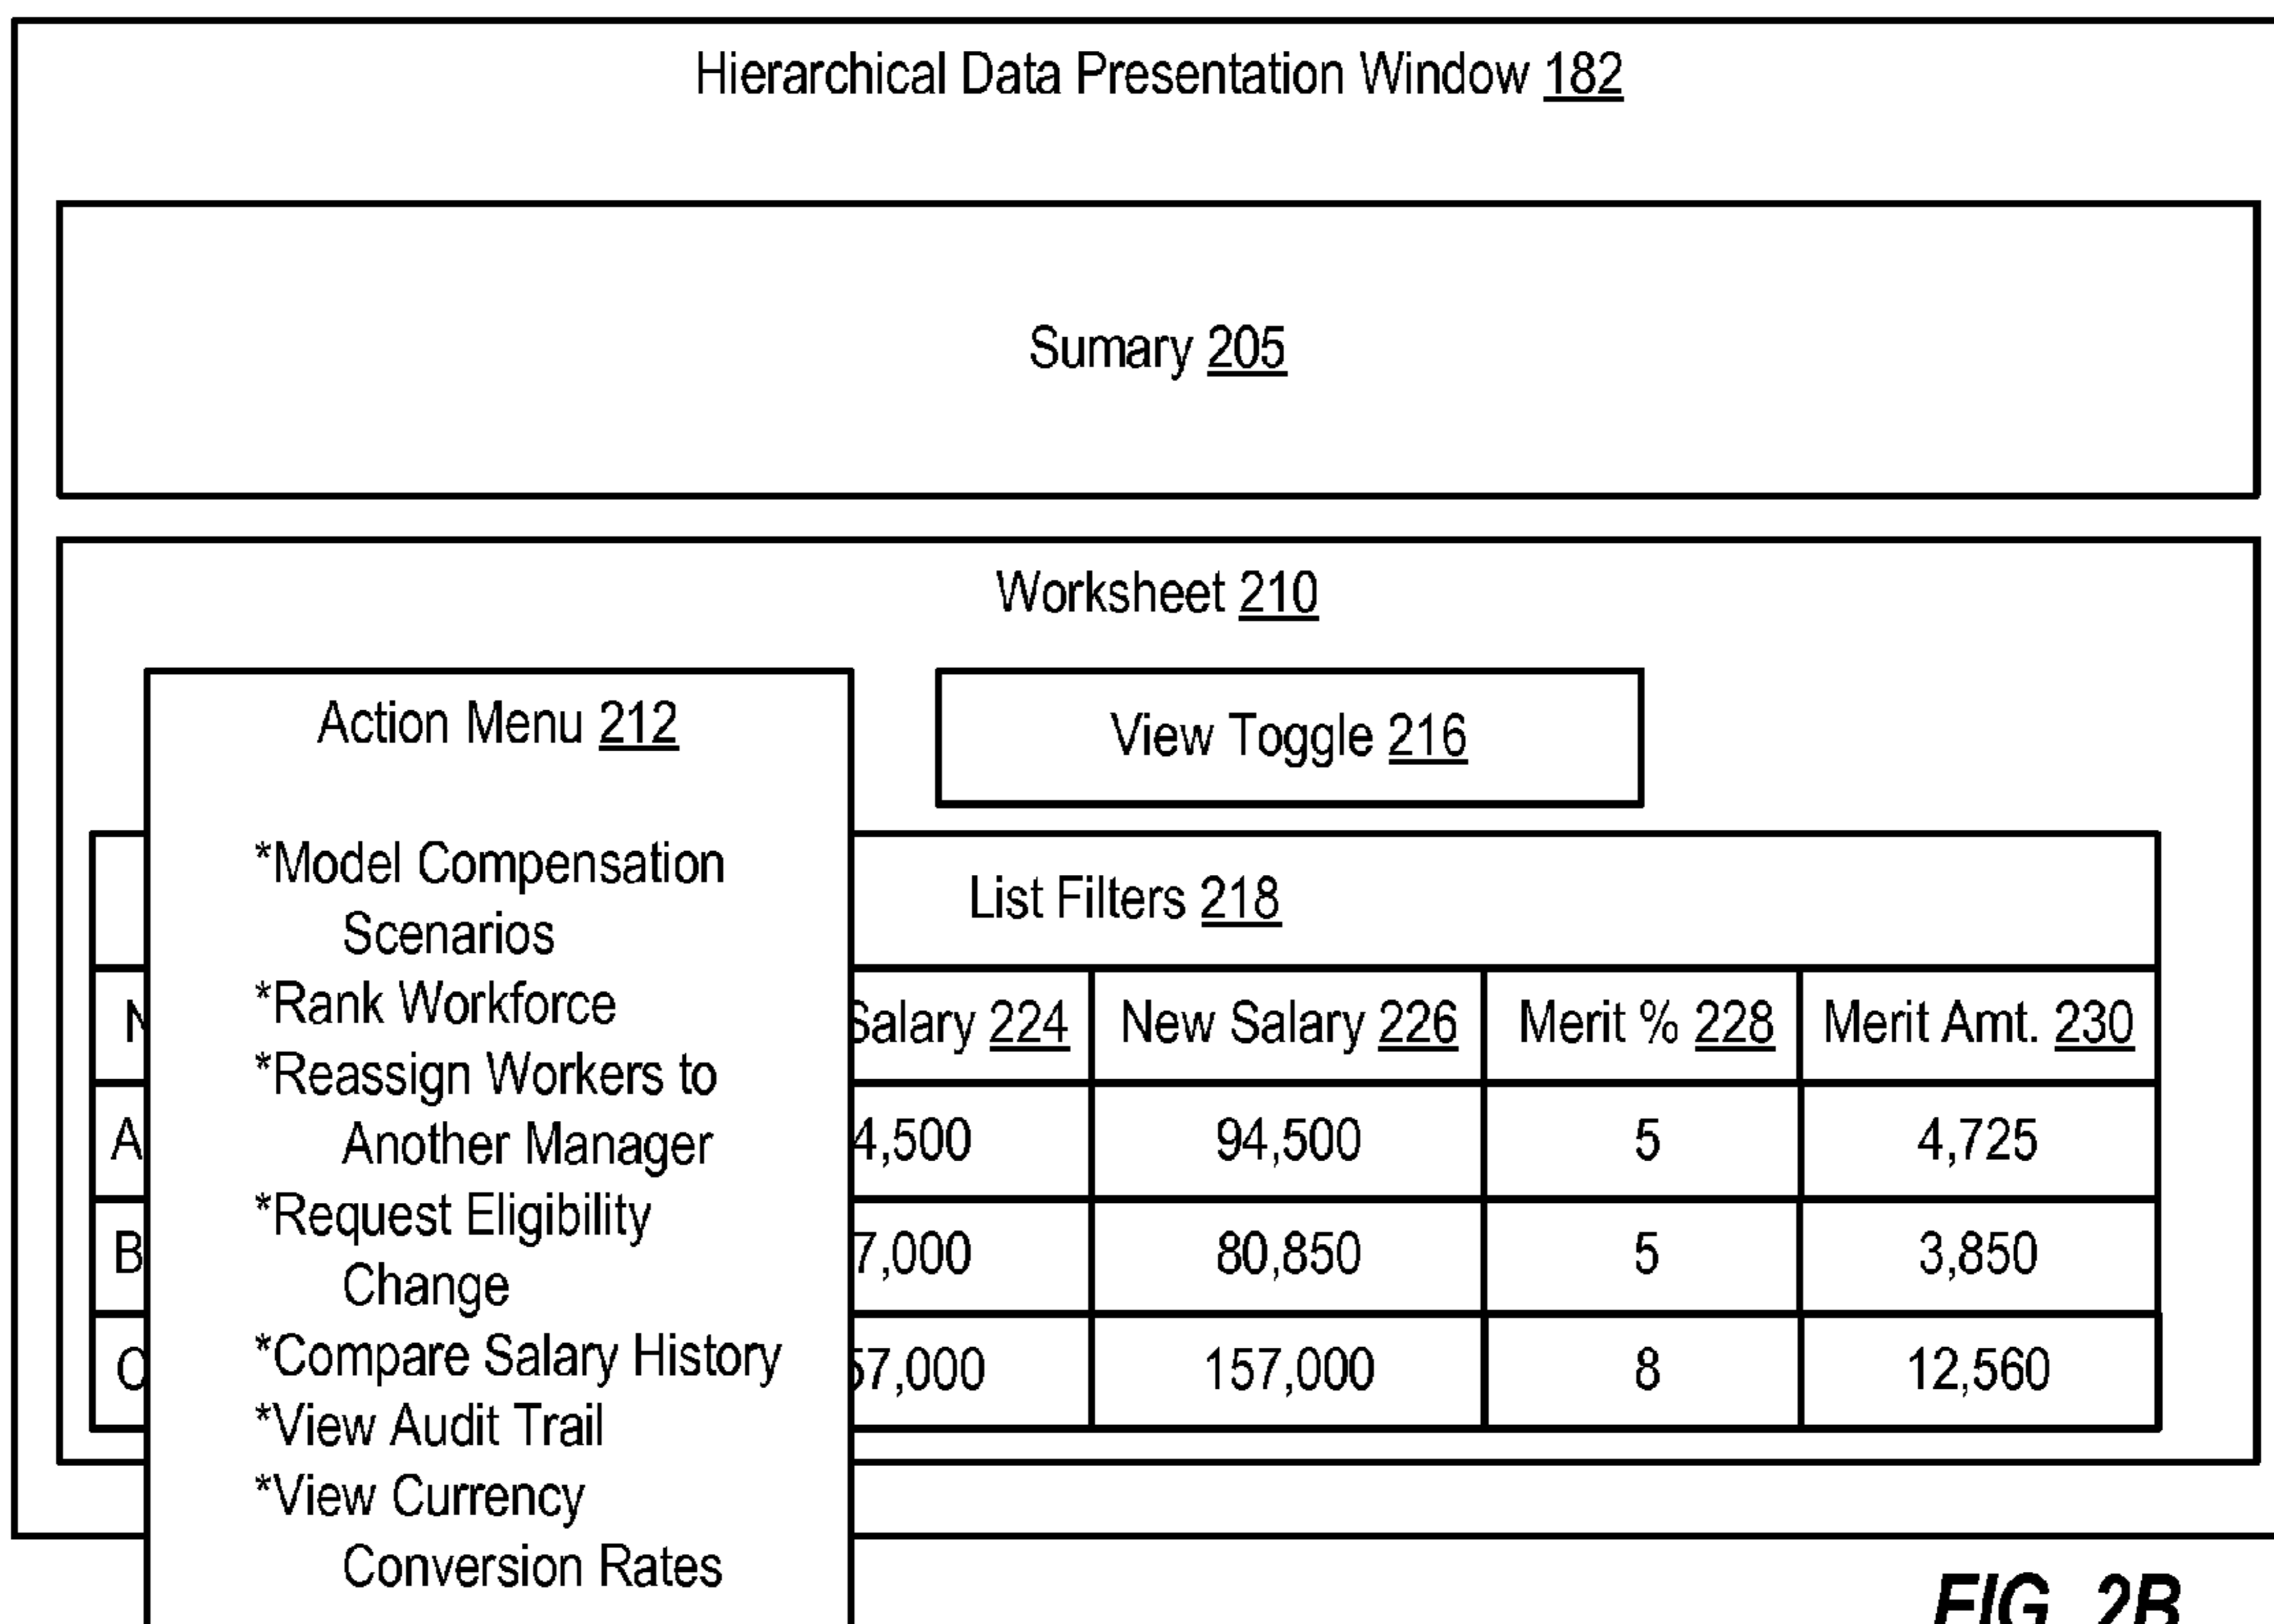 Hierarchical Data Presentation Window 182
Sumary 205
Worksheet 210
Action Menu 212
*Model Compensation
Scenarios
*Rank Workforce
*Reassign Workers to
Another Manager
*Request Eligibility
Change
*Compare Salary History
*View Audit Trail
*View Currency
Conversion Rates
View Toggle 216
List Filters 218
Salary 224 New Salary 226 Merit % 228 Merit Amt. 230
A 4,500 94,500 5 4,725
B 7,000 80,850 5 3,850
57,000 157,000 8 12,560
FIG. 2B